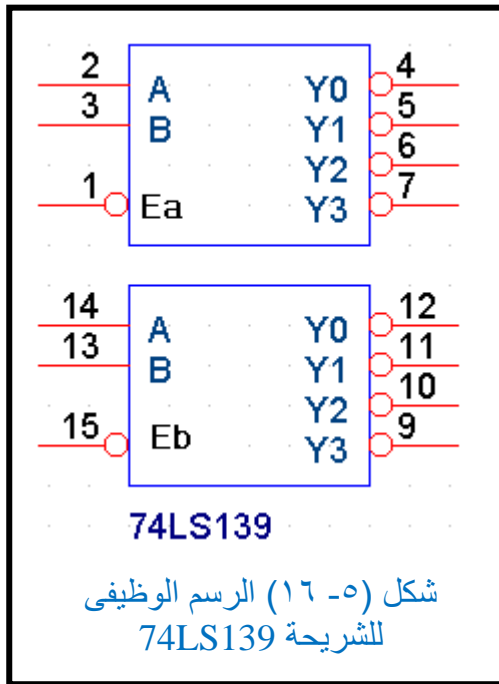 2 A Y0 4
3 B Y1 5
Y2 6
1 Ea Y3 7
14 A Y0 12
13 B Y1 11
Y2 10
15 Eb Y3 9
74LS139
شكل (٥- ١٦) الرسم الوظيفى
للشريحة 74LS139